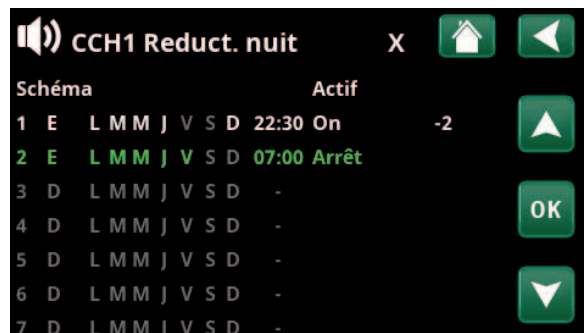 CCH1 Reduct. nuit X
Schéma Actif
1 E L M M J V S D 22:30 On -2
2 E L M M J V S D 07:00 Arrêt
3 D L M M J V S D -
4 D L M M J V S D -
OK
5 D L M M J V S D -
6 D L M M J V S D -
7 D L M M J V S D -